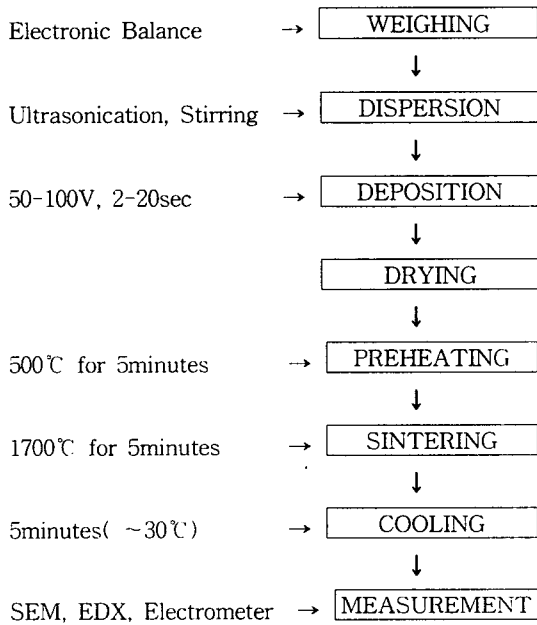 Electronic Balance → WEIGHING
↓
Ultrasonication, Stirring → DISPERSION
↓
50-100V, 2-20sec → DEPOSITION
↓
DRYING
↓
500℃ for 5minutes → PREHEATING
↓
1700℃ for 5minutes → SINTERING
↓
5minutes( ~30℃) → COOLING
↓
SEM, EDX, Electrometer → MEASUREMENT